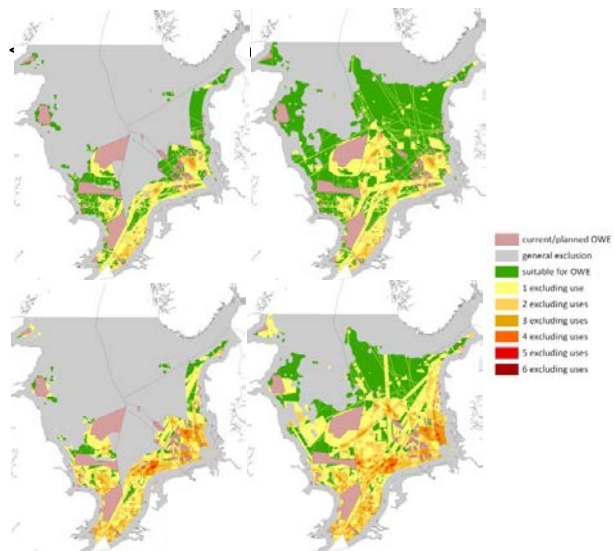 current/planned OWE
general exclusion
suitable for OWE
1 excluding use
2 excluding uses
3 excluding uses
4 excluding uses
5 excluding uses
6 excluding uses